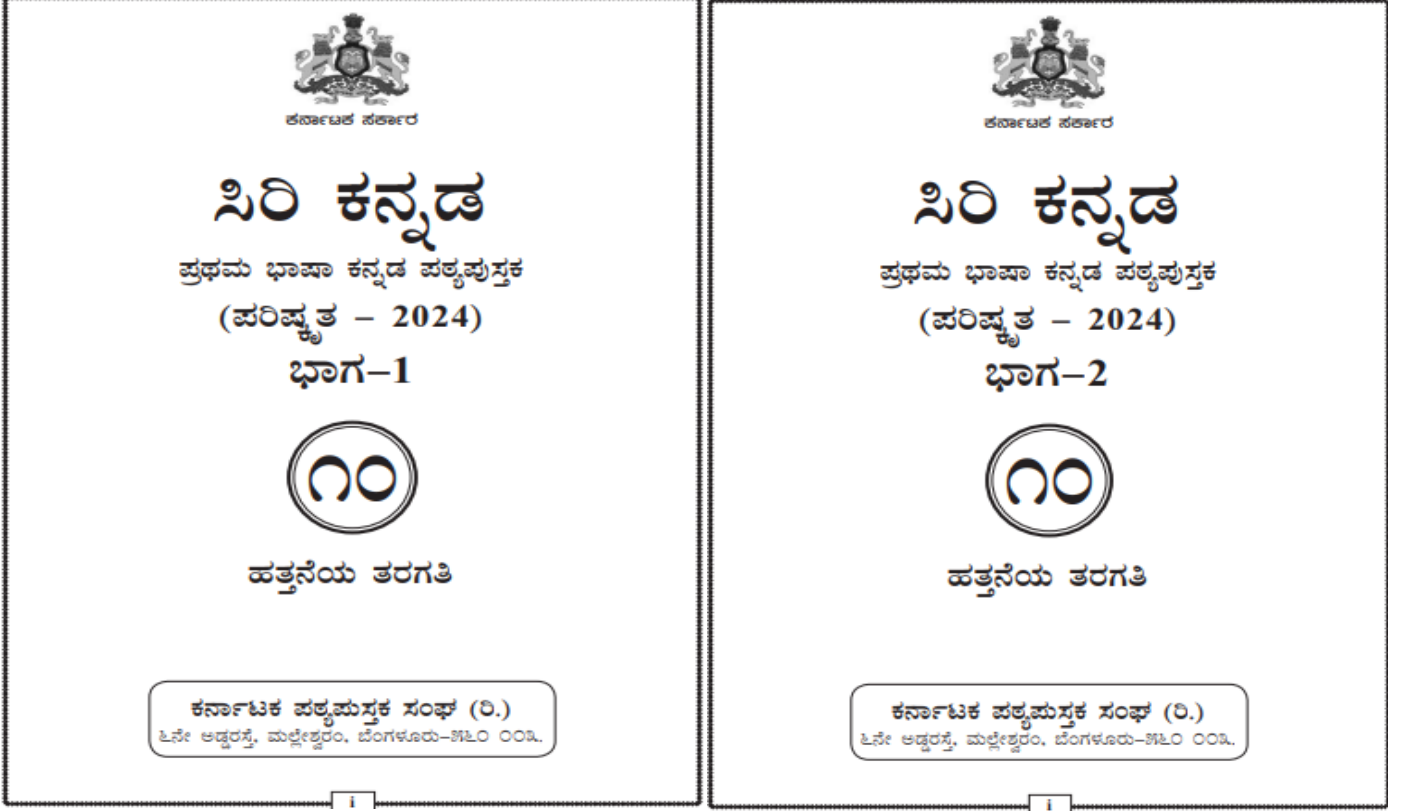 ಕರ್ನಾಟಕ ಸರ್ಕಾರ
ಸಿರಿ ಕನ್ನಡ
ಪ್ರಥಮ ಭಾಷಾ ಕನ್ನಡ ಪಠ್ಯಪುಸ್ತಕ
(ಪರಿಷ್ಕೃತ – 2024)
ಭಾಗ–1
೧೦
ಹತ್ತನೆಯ ತರಗತಿ
ಕರ್ನಾಟಕ ಪಠ್ಯಪುಸ್ತಕ ಸಂಘ (ರಿ.)
೬ನೇ ಅಡ್ಡರಸ್ತೆ, ಮಲ್ಲೇಶ್ವರಂ, ಬೆಂಗಳೂರು–೫೬೦ ೦೦೩.
i
ಕರ್ನಾಟಕ ಸರ್ಕಾರ
ಸಿರಿ ಕನ್ನಡ
ಪ್ರಥಮ ಭಾಷಾ ಕನ್ನಡ ಪಠ್ಯಪುಸ್ತಕ
(ಪರಿಷ್ಕೃತ – 2024)
ಭಾಗ–2
೧೦
ಹತ್ತನೆಯ ತರಗತಿ
ಕರ್ನಾಟಕ ಪಠ್ಯಪುಸ್ತಕ ಸಂಘ (ರಿ.)
೬ನೇ ಅಡ್ಡರಸ್ತೆ, ಮಲ್ಲೇಶ್ವರಂ, ಬೆಂಗಳೂರು–೫೬೦ ೦೦೩.
i